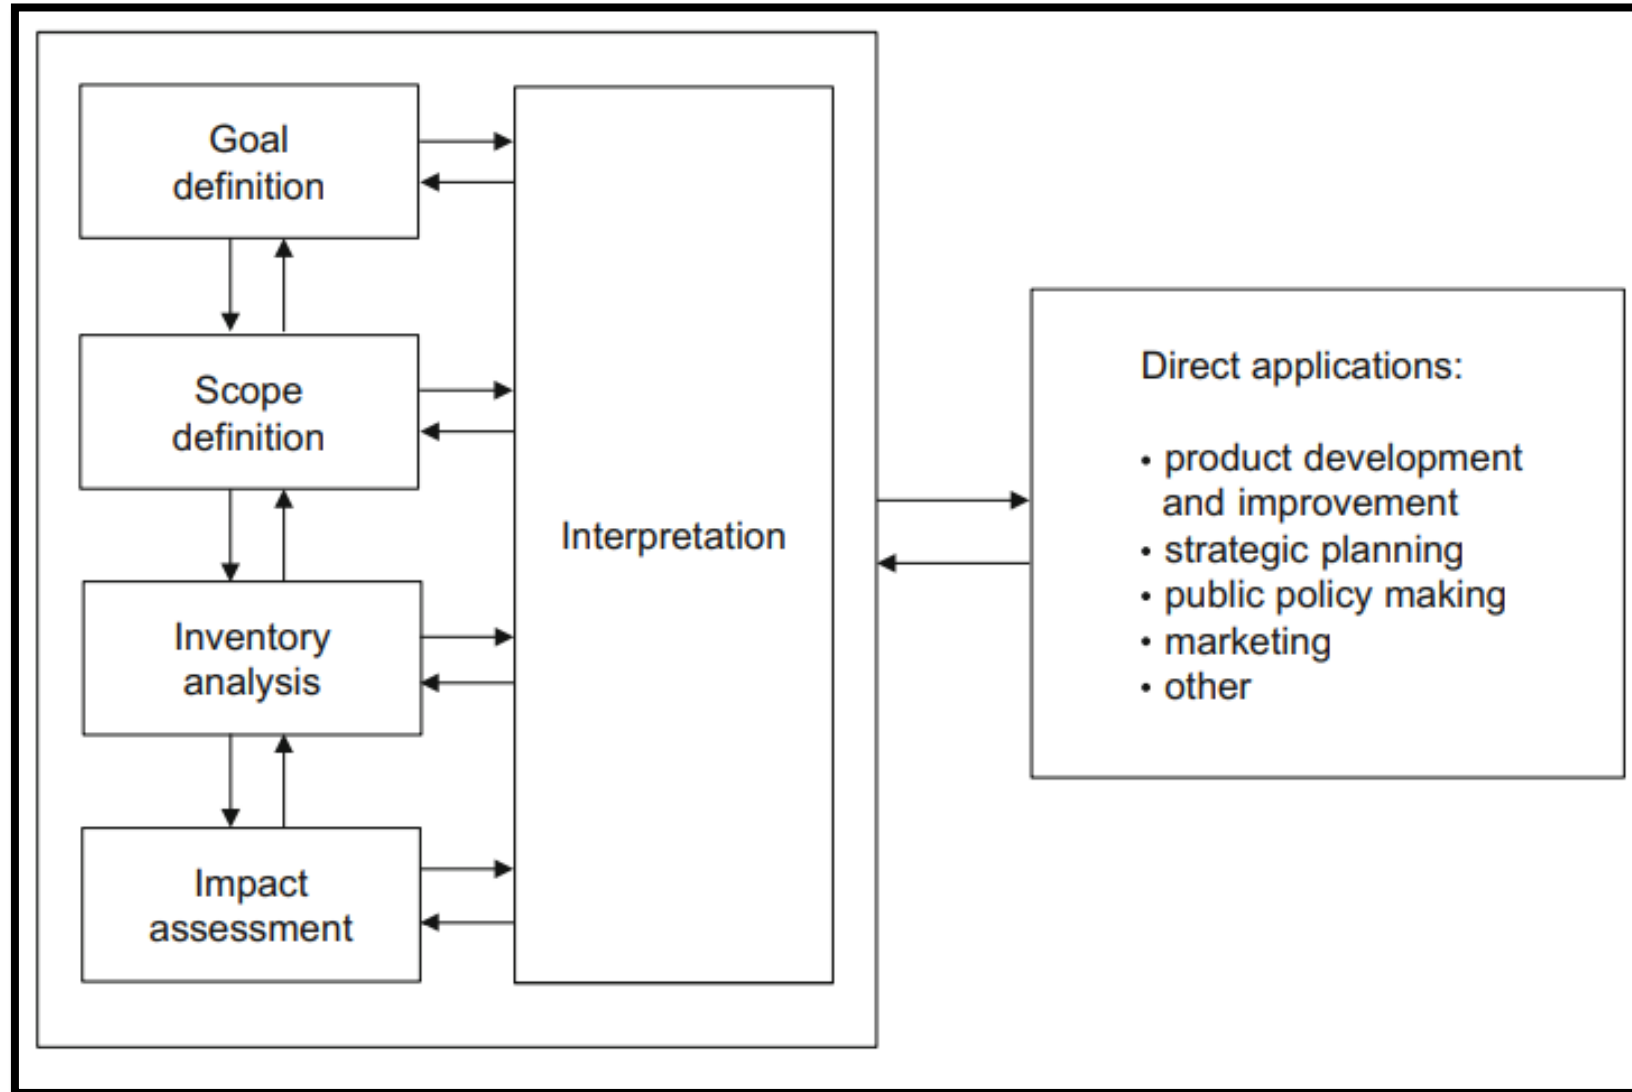 Goal
definition
Scope
definition
Inventory
analysis
Impact
assessment
Interpretation
Direct applications:
• product development
and improvement
• strategic planning
• public policy making
• marketing
• other